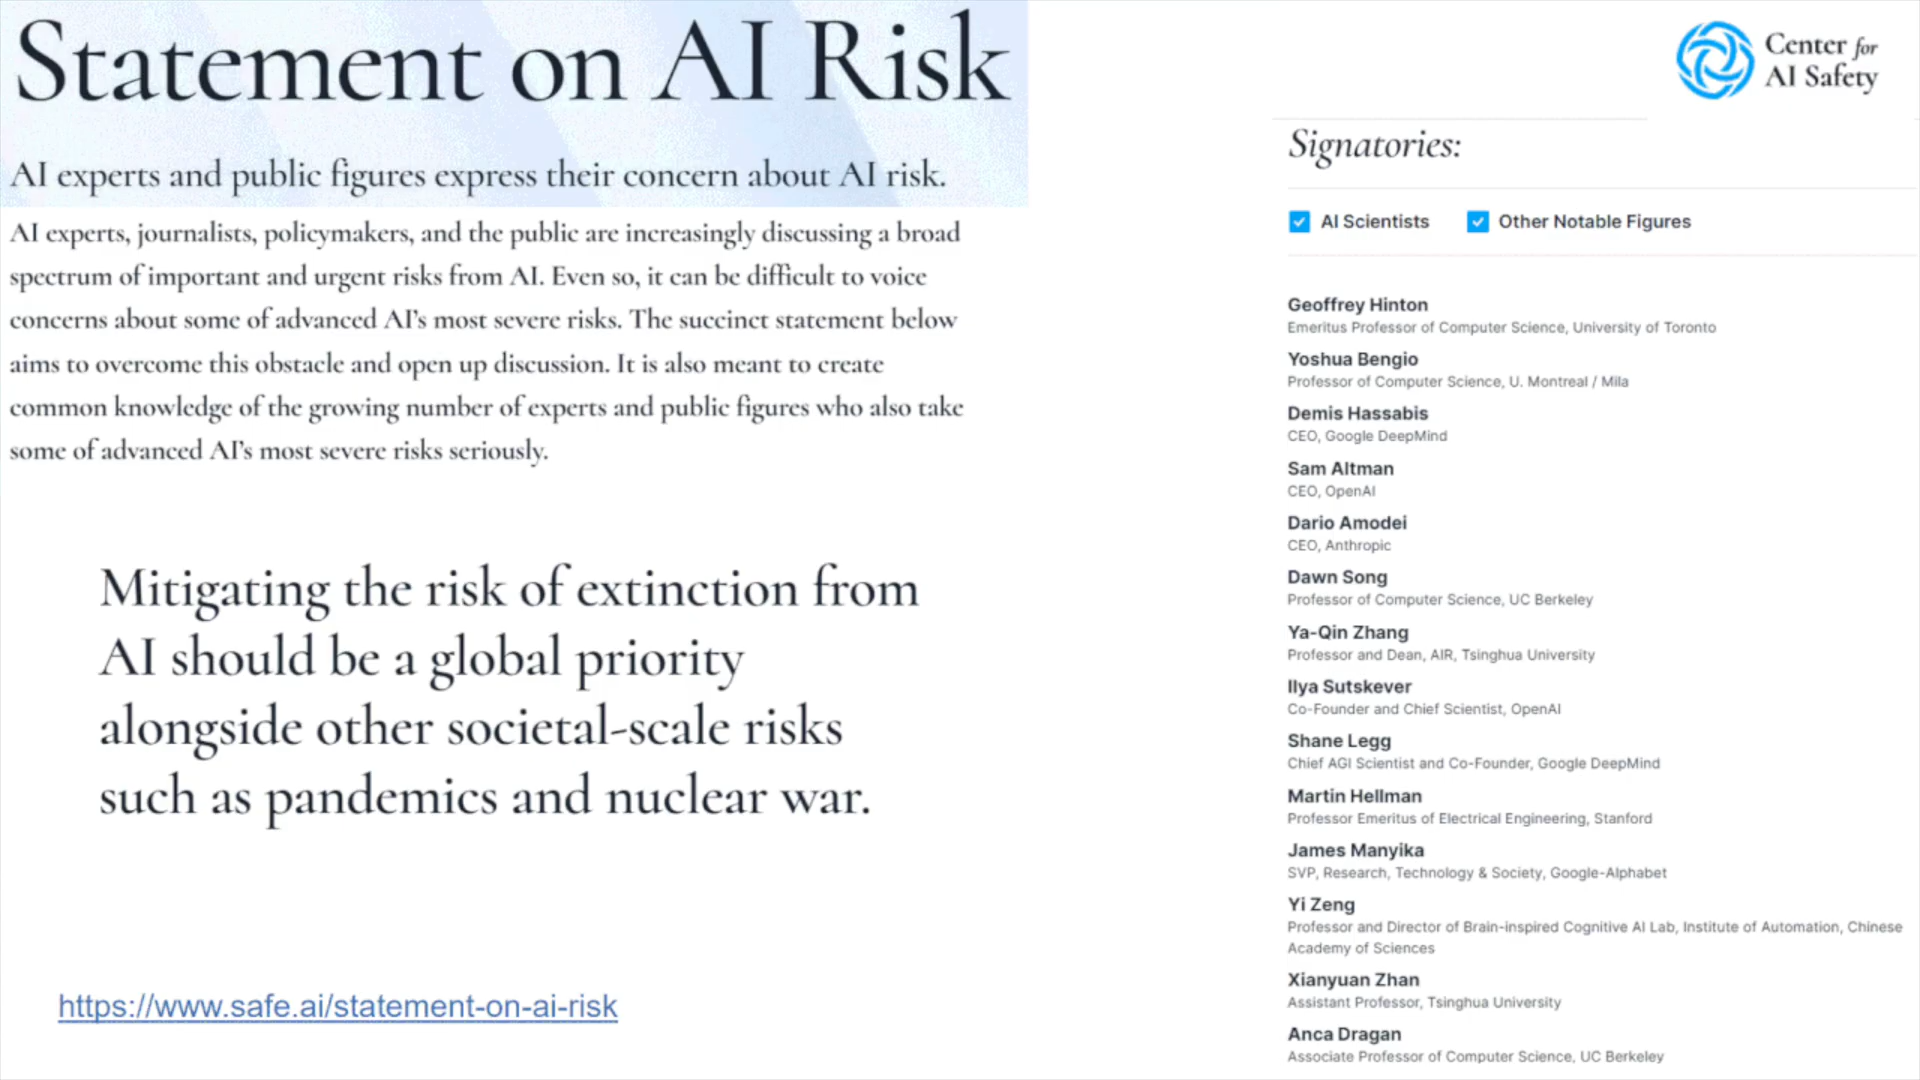 Statement on AI Risk
AI experts and public figures express their concern about AI risk.
AI experts, journalists, policymakers, and the public are increasingly discussing a broad
spectrum of important and urgent risks from AI. Even so, it can be difficult to voice
concerns about some of advanced AI's most severe risks. The succinct statement below
aims to overcome this obstacle and open up discussion. It is also meant to create
common knowledge of the growing number of experts and public figures who also take
some of advanced AI's most severe risks seriously.
Mitigating the risk of extinction from
AI should be a global priority
alongside other societal-scale risks
such as pandemics and nuclear war.
https://www.safe.ai/statement-on-ai-risk
Center for
AI Safety
Signatories:
AI Scientists Other Notable Figures
Geoffrey Hinton
Emeritus Professor of Computer Science, University of Toronto
Yoshua Bengio
Professor of Computer Science, U. Montreal / Mila
Demis Hassabis
CEO, Google DeepMind
Sam Altman
CEO, OpenAI
Dario Amodei
CEO, Anthropic
Dawn Song
Professor of Computer Science, UC Berkeley
Ya-Qin Zhang
Professor and Dean, AIR, Tsinghua University
Ilya Sutskever
Co-Founder and Chief Scientist, OpenAI
Shane Legg
Chief AGI Scientist and Co-Founder, Google DeepMind
Martin Hellman
Professor Emeritus of Electrical Engineering, Stanford
James Manyika
SVP, Research, Technology & Society, Google-Alphabet
Yi Zeng
Professor and Director of Brain-inspired Cognitive AI Lab, Institute of Automation, Chinese
Academy of Sciences
Xianyuan Zhan
Assistant Professor, Tsinghua University
Anca Dragan
Associate Professor of Computer Science, UC Berkeley